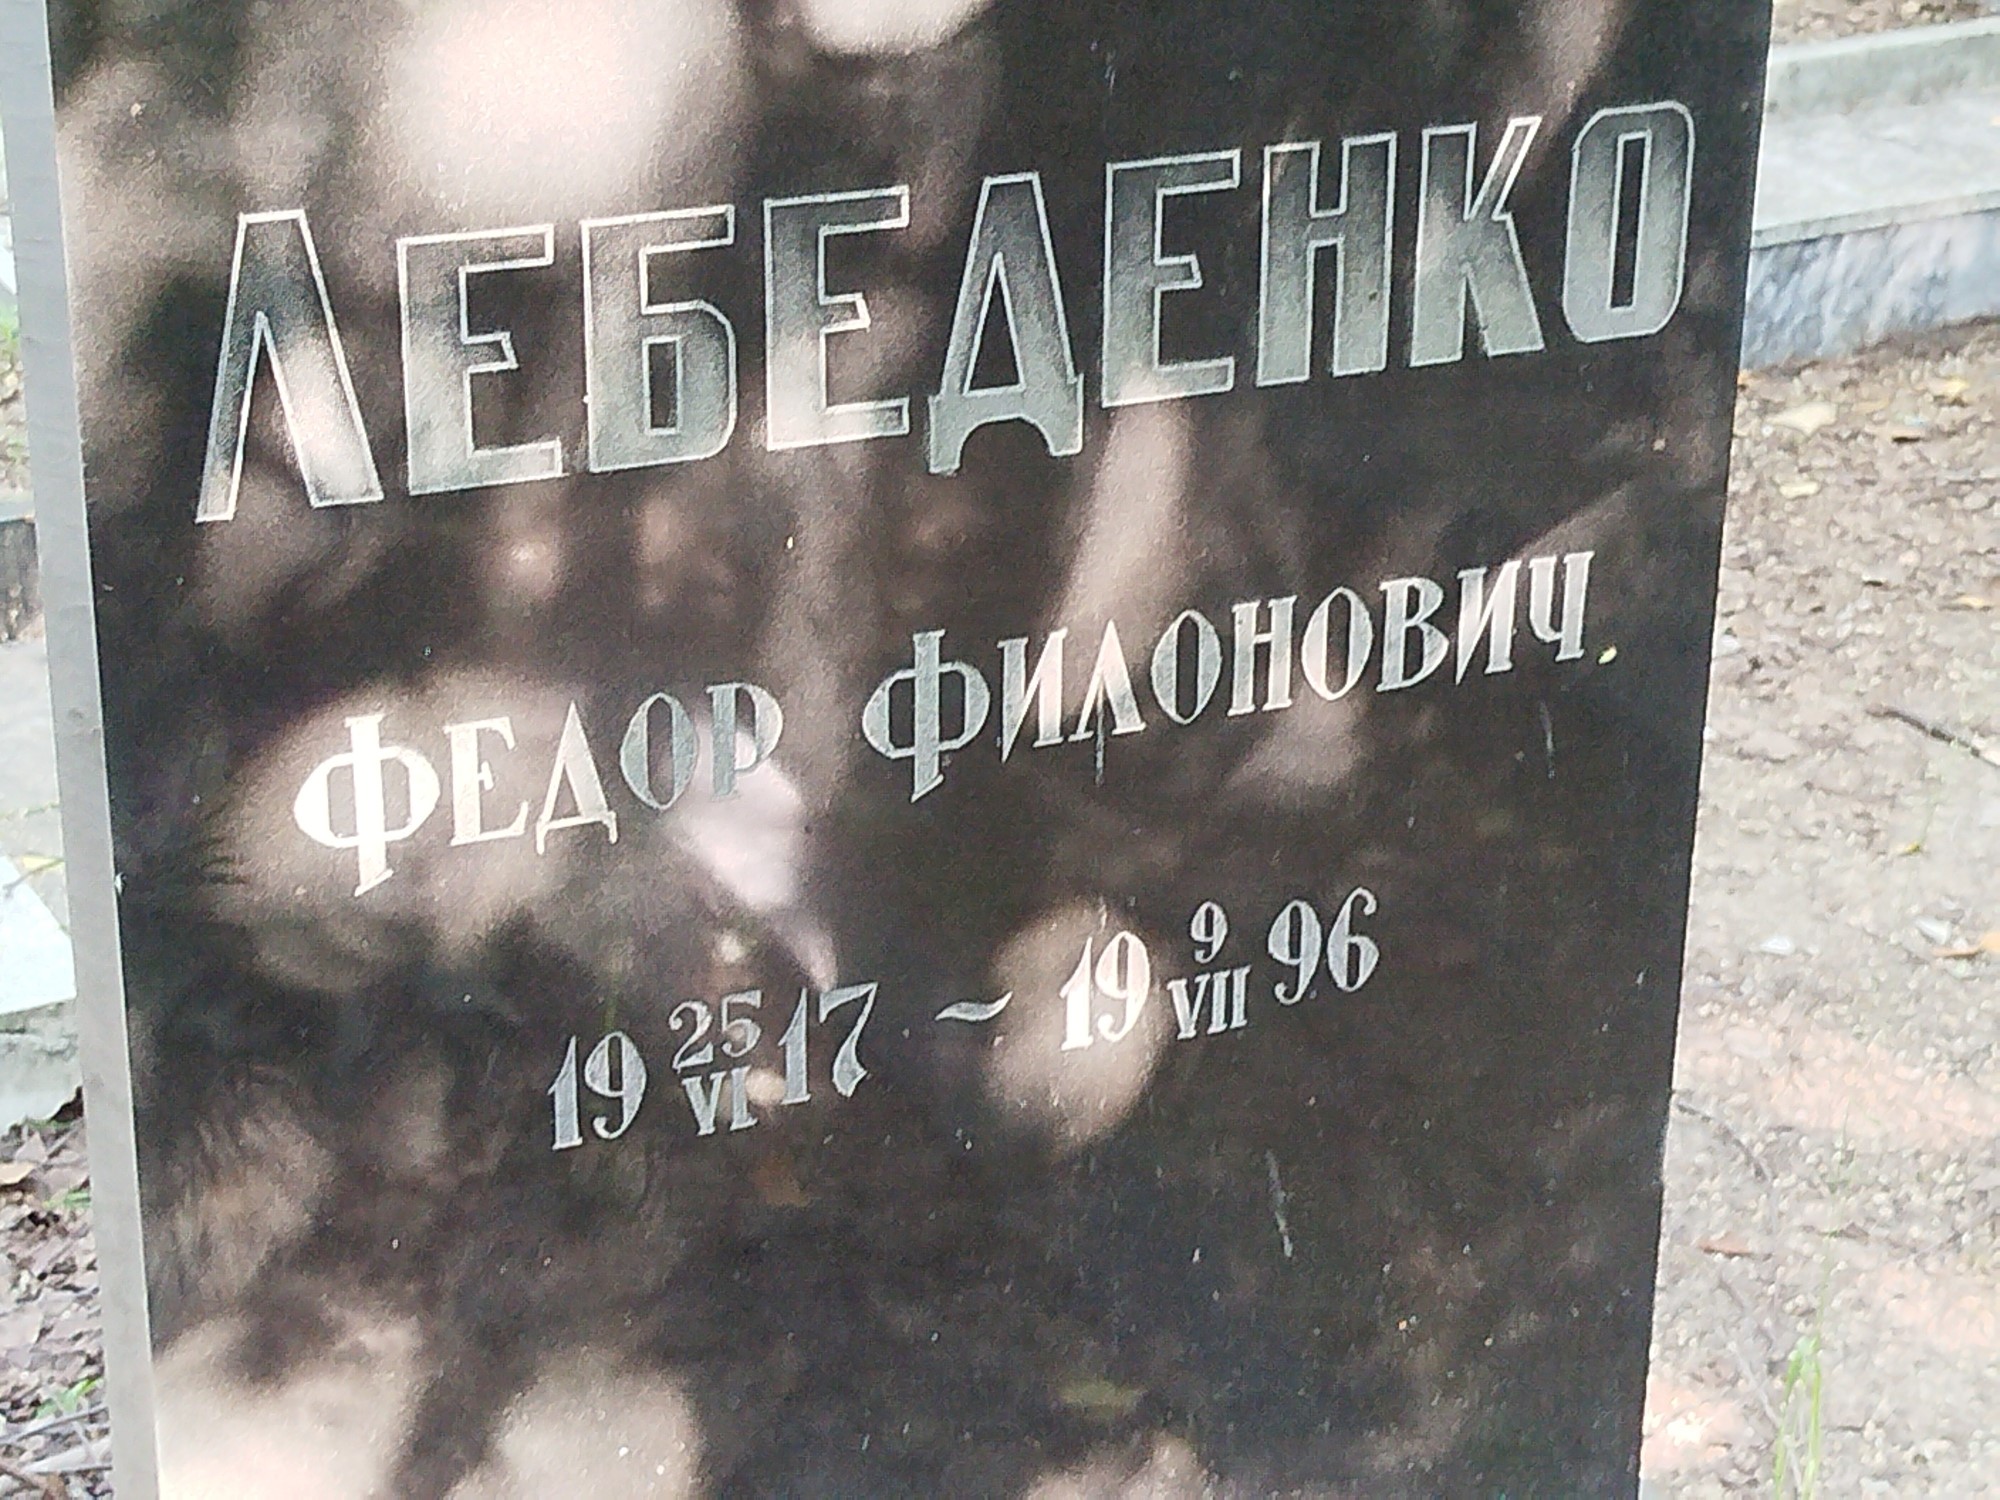 ЛЕБЕДЕНКО
ФЕДОР ФИЛОНОВИЧ
19 25/VI 17 ~ 19 9/VII 96